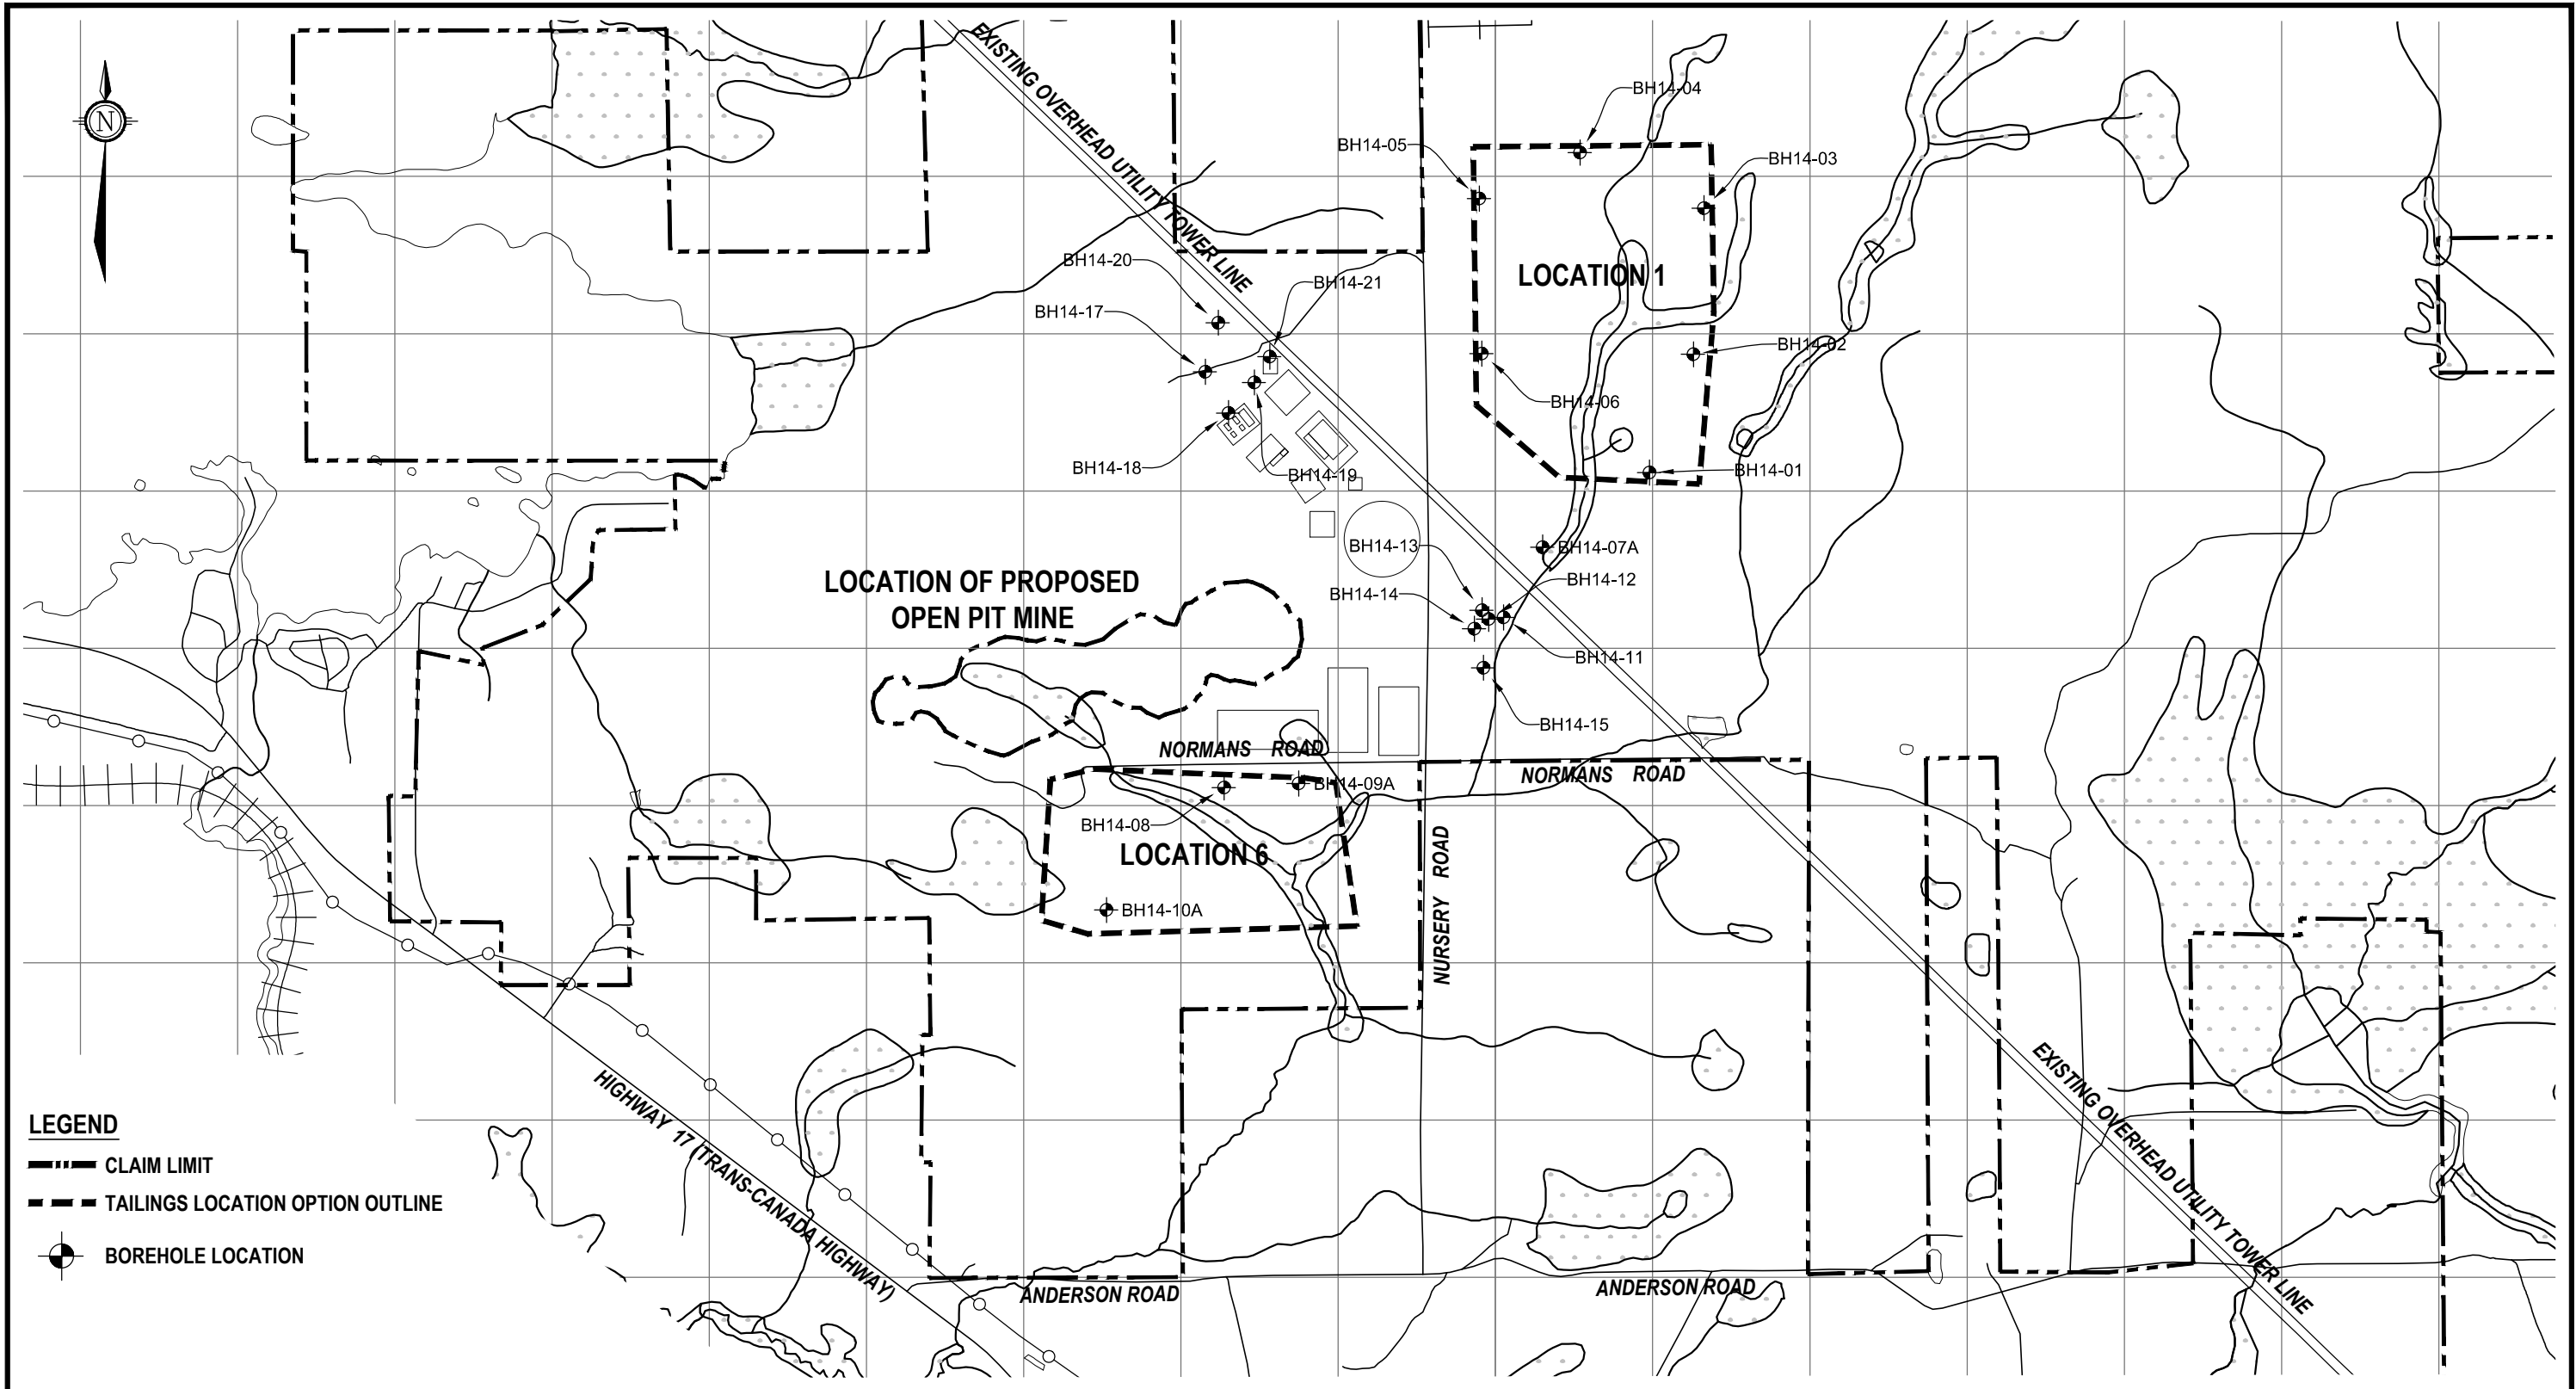 EXISTING OVERHEAD UTILITY TOWER LINE
N
BH14-04
BH14-05
BH14-03
BH14-20
BH14-21
LOCATION 1
BH14-17
BH14-02
BH14-06
BH14-18
BH14-19
BH14-01
BH14-13
BH14-07A
BH14-12
BH14-14
LOCATION OF PROPOSED
OPEN PIT MINE
BH14-11
BH14-15
NORMANS ROAD
NORMANS ROAD
BH14-09A
BH14-08
LOCATION 6
NURSERY ROAD
BH14-10A
HIGHWAY 17 (TRANS-CANADA HIGHWAY)
EXISTING OVERHEAD UTILITY TOWER LINE
ANDERSON ROAD
ANDERSON ROAD
LEGEND
CLAIM LIMIT
TAILINGS LOCATION OPTION OUTLINE
BOREHOLE LOCATION